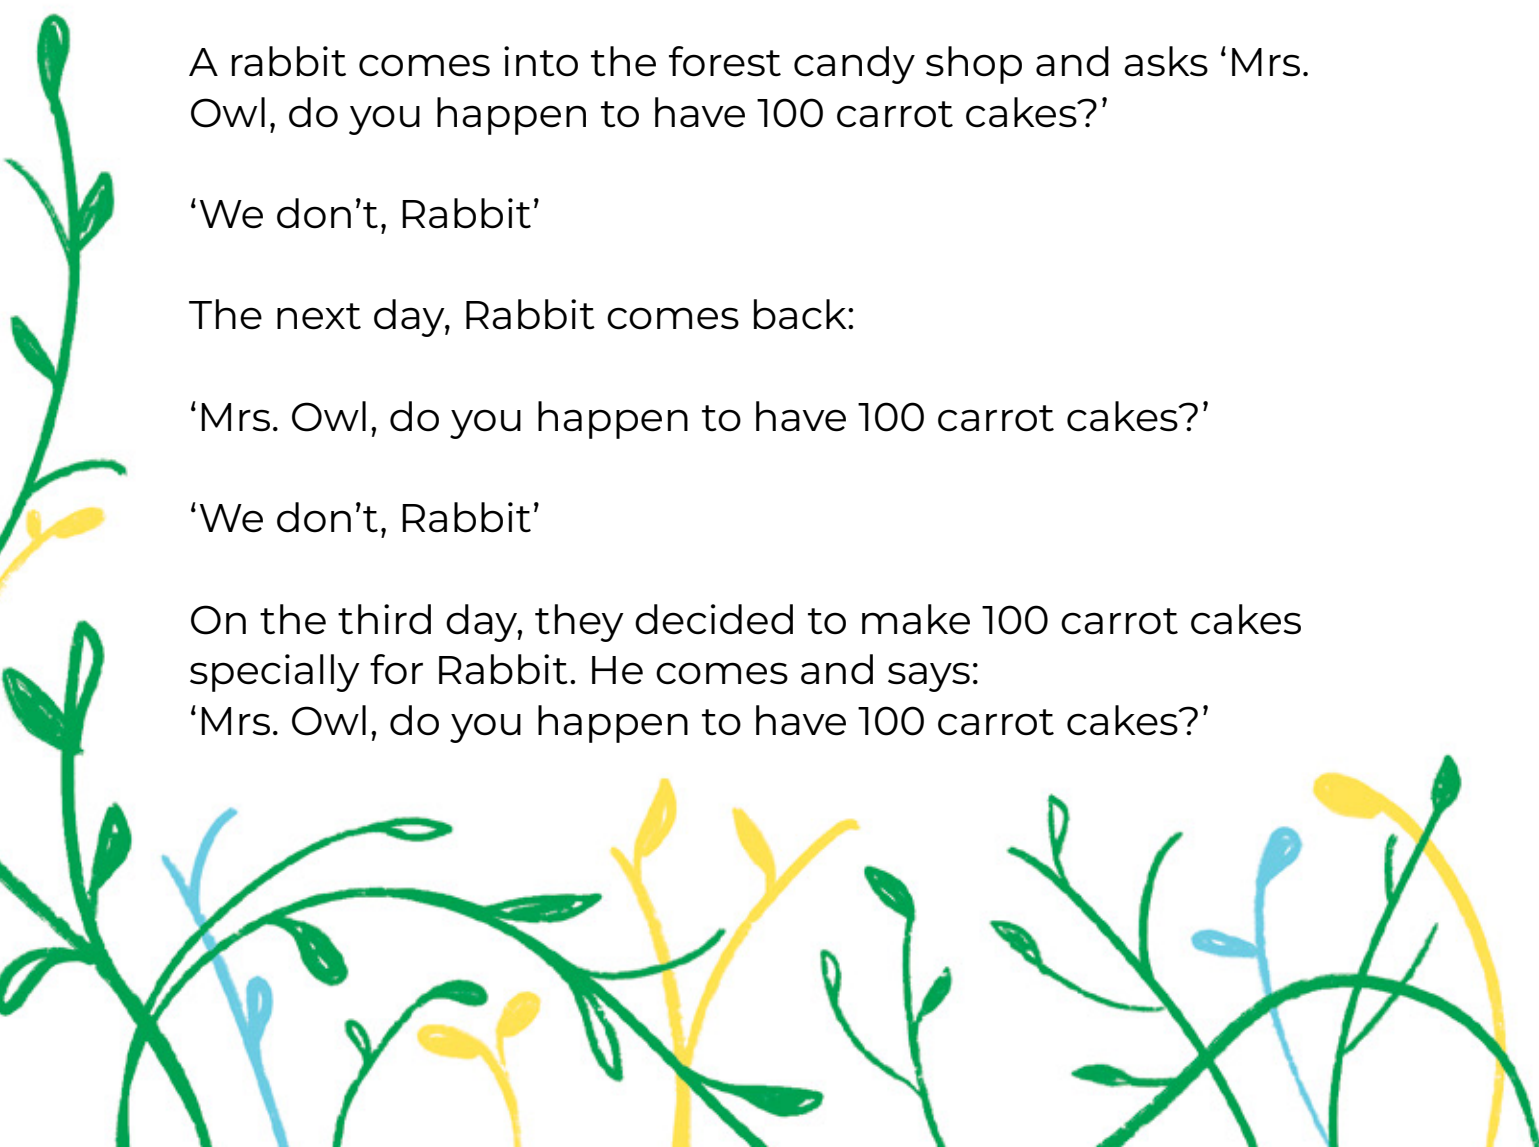 A rabbit comes into the forest candy shop and asks ‘Mrs.
Owl, do you happen to have 100 carrot cakes?’
‘We don’t, Rabbit’
The next day, Rabbit comes back:
‘Mrs. Owl, do you happen to have 100 carrot cakes?’
‘We don’t, Rabbit’
On the third day, they decided to make 100 carrot cakes
specially for Rabbit. He comes and says:
‘Mrs. Owl, do you happen to have 100 carrot cakes?’